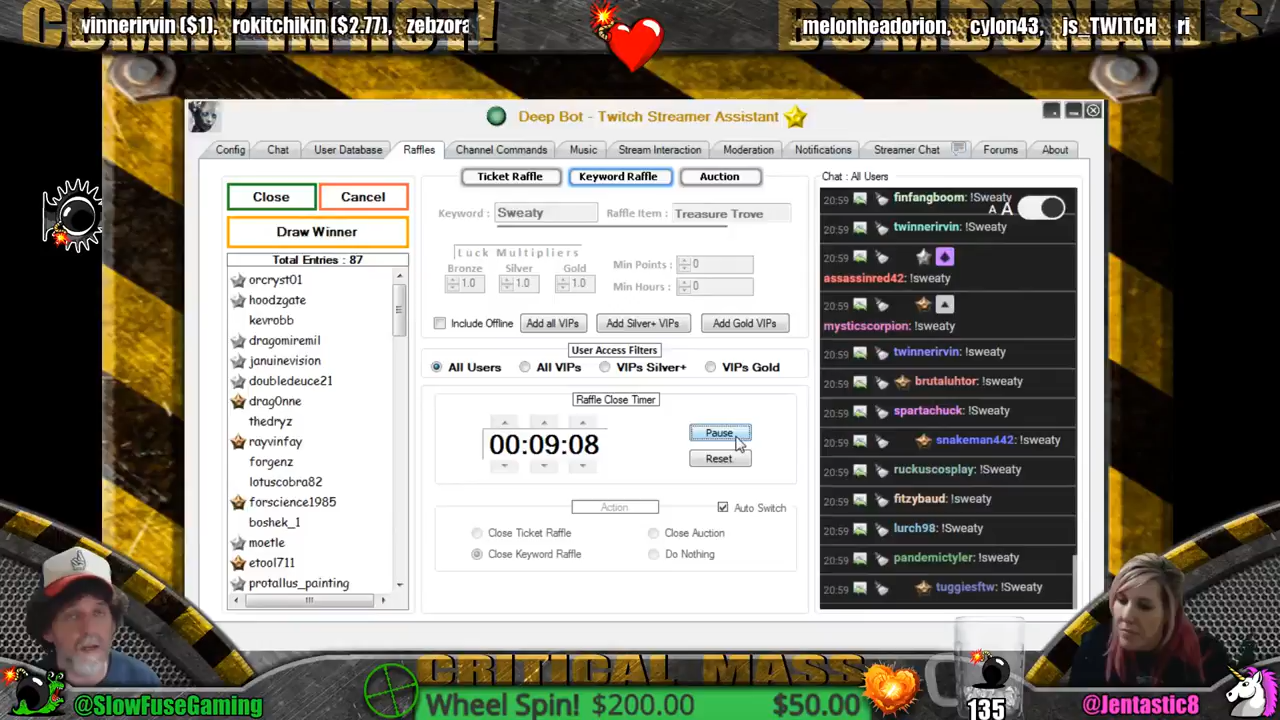 COMIN IN HOT!
BOMBDONAILS
vinnerirvin ($1), rokitchikin ($2.77), zebzora
melonheadorion, cylon43, js_TWITCH ri
Deep Bot - Twitch Streamer Assistant
Config Chat User Database Raffles Channel Commands Music Stream Interaction Moderation Notifications Streamer Chat Forums About
Close Cancel
Draw Winner
Total Entries : 87
orcryst01
hoodzgate
kevrobb
dragomiremil
januinevision
doubledeuce21
drag0nne
thedryz
rayvinfay
forgenz
lotuscobra82
forscience1985
boshek_1
moetle
etool711
protallus_painting
Ticket Raffle Keyword Raffle Auction
Keyword : Sweaty Raffle Item : Treasure Trove
Luck Multipliers
Bronze Silver Gold
1.0 1.0 1.0
Min Points : 0
Min Hours : 0
Include Offline Add all VIPs Add Silver+ VIPs Add Gold VIPs
User Access Filters
All Users All VIPs VIPs Silver+ VIPs Gold
Raffle Close Timer
00:09:08
Pause
Reset
Action Auto Switch
Close Ticket Raffle Close Auction
Close Keyword Raffle Do Nothing
Chat : All Users
A A
20:59 finfangboom: !Sweaty
20:59 twinnerirvin: !Sweaty
20:59 assassinred42: !sweaty
20:59 mysticscorpion: !sweaty
20:59 twinnerirvin: !sweaty
20:59 brutaluhtor: !sweaty
20:59 spartachuck: !Sweaty
20:59 snakeman442: !sweaty
20:59 ruckuscosplay: !Sweaty
20:59 fitzybaud: !sweaty
20:59 lurch98: !Sweaty
20:59 pandemictyler: !Sweaty
20:59 tuggiesftw: !Sweaty
CRITICAL MASS
@SlowFuseGaming
Wheel Spin! $200.00 $50.00
135
@Jentastic8